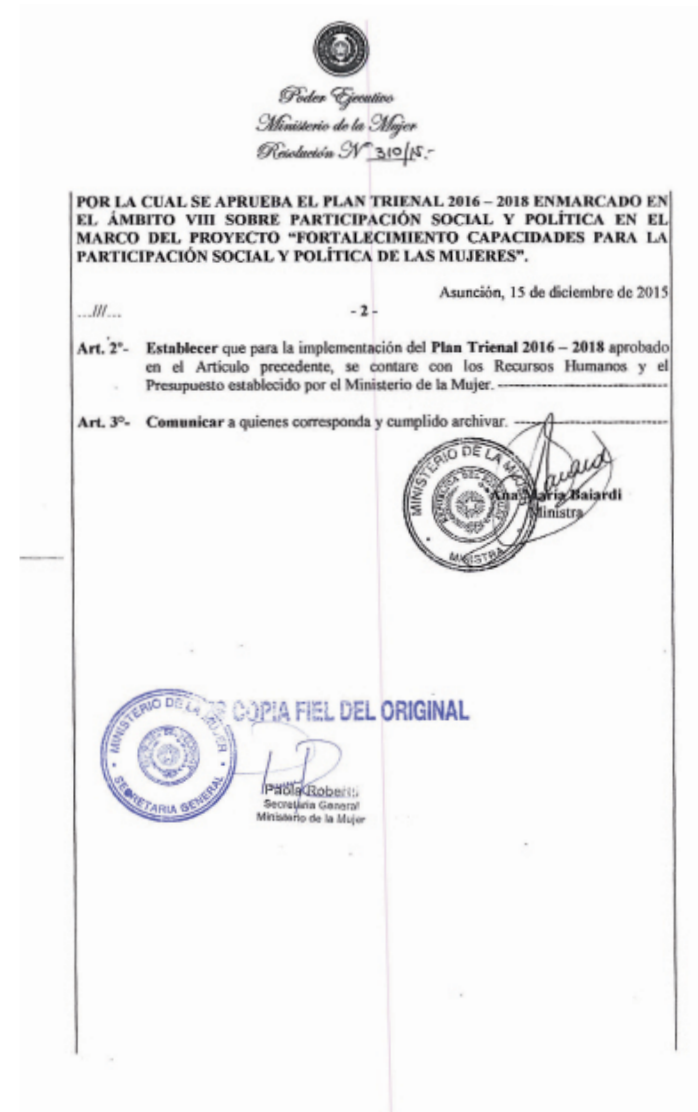 Poder Ejecutivo
Ministerio de la Mujer
Resolución N° 310/15.-
POR LA CUAL SE APRUEBA EL PLAN TRIENAL 2016 – 2018 ENMARCADO EN
EL ÁMBITO VIII SOBRE PARTICIPACIÓN SOCIAL Y POLÍTICA EN EL
MARCO DEL PROYECTO “FORTALECIMIENTO CAPACIDADES PARA LA
PARTICIPACIÓN SOCIAL Y POLÍTICA DE LAS MUJERES”.
Asunción, 15 de diciembre de 2015
...///...
- 2 -
Art. 2°- Establecer que para la implementación del Plan Trienal 2016 – 2018 aprobado
en el Artículo precedente, se contare con los Recursos Humanos y el
Presupuesto establecido por el Ministerio de la Mujer. ----------
Art. 3°- Comunicar a quienes corresponda y cumplido archivar. ----------
MINISTERIO DE LA MUJER
MINISTRA
Ana María Baiardi
Ministra
MINISTERIO DE LA MUJER
SECRETARIA GENERAL
ES COPIA FIEL DEL ORIGINAL
Paola Roberti
Secretaria General
Ministerio de la Mujer